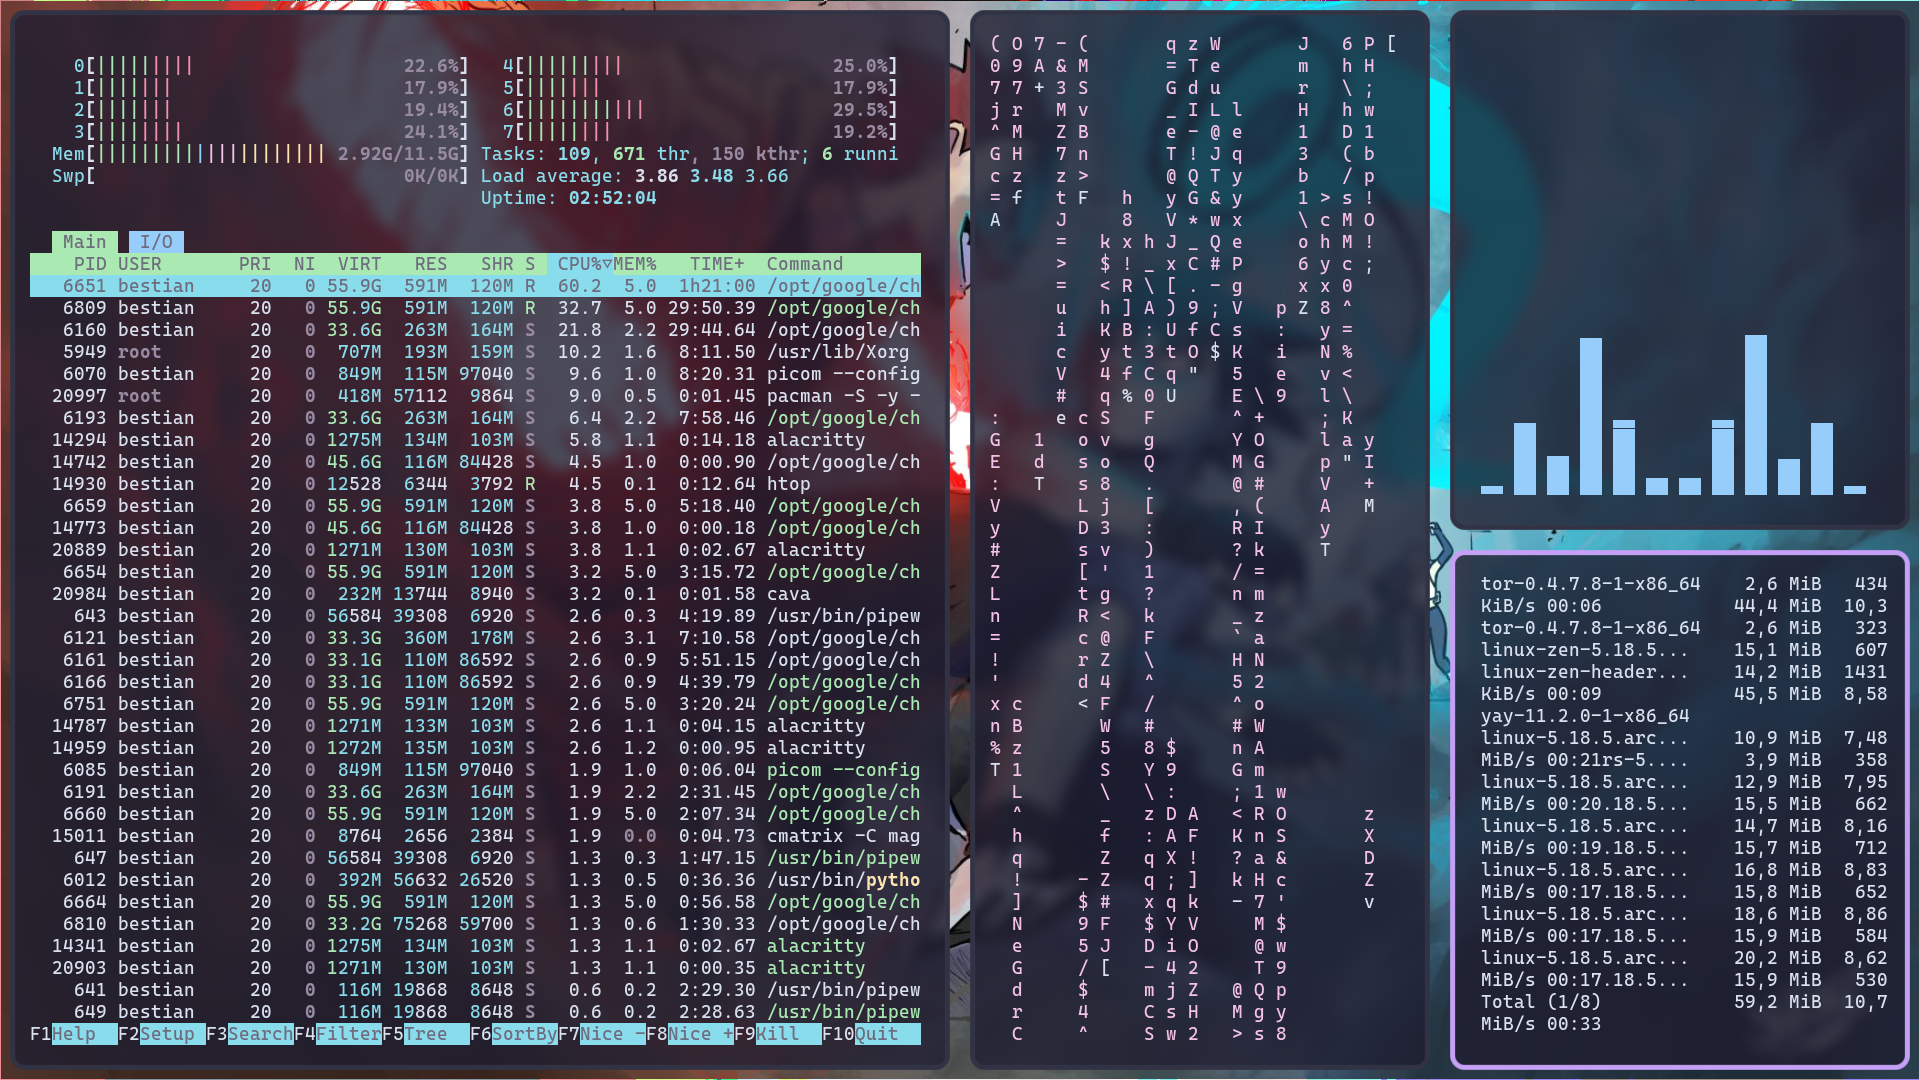 0[||||||||| 22.6%] 4[||||||||| 25.0%]
1[||||||| 17.9%] 5[||||||| 17.9%]
2[||||||| 19.4%] 6[||||||||||| 29.5%]
3[|||||||| 24.1%] 7[|||||||| 19.2%]
Mem[||||||||||||||||||||| 2.92G/11.5G] Tasks: 109, 671 thr, 150 kthr; 6 runni
Swp[ 0K/0K] Load average: 3.86 3.48 3.66
Uptime: 02:52:04
Main I/O
PID USER PRI NI VIRT RES SHR S CPU%▽MEM% TIME+ Command
6651 bestian 20 0 55.9G 591M 120M R 60.2 5.0 1h21:00 /opt/google/ch
6809 bestian 20 0 55.9G 591M 120M R 32.7 5.0 29:50.39 /opt/google/ch
6160 bestian 20 0 33.6G 263M 164M S 21.8 2.2 29:44.64 /opt/google/ch
5949 root 20 0 707M 193M 159M S 10.2 1.6 8:11.50 /usr/lib/Xorg
6070 bestian 20 0 849M 115M 97040 S 9.6 1.0 8:20.31 picom --config
20997 root 20 0 418M 57112 9864 S 9.0 0.5 0:01.45 pacman -S -y -
6193 bestian 20 0 33.6G 263M 164M S 6.4 2.2 7:58.46 /opt/google/ch
14294 bestian 20 0 1275M 134M 103M S 5.8 1.1 0:14.18 alacritty
14742 bestian 20 0 45.6G 116M 84428 S 4.5 1.0 0:00.90 /opt/google/ch
14930 bestian 20 0 12528 6344 3792 R 4.5 0.1 0:12.64 htop
6659 bestian 20 0 55.9G 591M 120M S 3.8 5.0 5:18.40 /opt/google/ch
14773 bestian 20 0 45.6G 116M 84428 S 3.8 1.0 0:00.18 /opt/google/ch
20889 bestian 20 0 1271M 130M 103M S 3.8 1.1 0:02.67 alacritty
6654 bestian 20 0 55.9G 591M 120M S 3.2 5.0 3:15.72 /opt/google/ch
20984 bestian 20 0 232M 13744 8940 S 3.2 0.1 0:01.58 cava
643 bestian 20 0 56584 39308 6920 S 2.6 0.3 4:19.89 /usr/bin/pipew
6121 bestian 20 0 33.3G 360M 178M S 2.6 3.1 7:10.58 /opt/google/ch
6161 bestian 20 0 33.1G 110M 86592 S 2.6 0.9 5:51.15 /opt/google/ch
6166 bestian 20 0 33.1G 110M 86592 S 2.6 0.9 4:39.79 /opt/google/ch
6751 bestian 20 0 55.9G 591M 120M S 2.6 5.0 3:20.24 /opt/google/ch
14787 bestian 20 0 1271M 133M 103M S 2.6 1.1 0:04.15 alacritty
14959 bestian 20 0 1272M 135M 103M S 2.6 1.2 0:00.95 alacritty
6085 bestian 20 0 849M 115M 97040 S 1.9 1.0 0:06.04 picom --config
6191 bestian 20 0 33.6G 263M 164M S 1.9 2.2 2:31.45 /opt/google/ch
6660 bestian 20 0 55.9G 591M 120M S 1.9 5.0 2:07.34 /opt/google/ch
15011 bestian 20 0 8764 2656 2384 S 1.9 0.0 0:04.73 cmatrix -C mag
647 bestian 20 0 56584 39308 6920 S 1.3 0.3 1:47.15 /usr/bin/pipew
6012 bestian 20 0 392M 56632 26520 S 1.3 0.5 0:36.36 /usr/bin/pytho
6664 bestian 20 0 55.9G 591M 120M S 1.3 5.0 0:56.58 /opt/google/ch
6810 bestian 20 0 33.2G 75268 59700 S 1.3 0.6 1:30.33 /opt/google/ch
14341 bestian 20 0 1275M 134M 103M S 1.3 1.1 0:02.67 alacritty
20903 bestian 20 0 1271M 130M 103M S 1.3 1.1 0:00.35 alacritty
641 bestian 20 0 116M 19868 8648 S 0.6 0.2 2:29.30 /usr/bin/pipew
649 bestian 20 0 116M 19868 8648 S 0.6 0.2 2:28.63 /usr/bin/pipew
F1Help F2Setup F3SearchF4FilterF5Tree F6SortByF7Nice -F8Nice +F9Kill F10Quit
tor-0.4.7.8-1-x86_64 2,6 MiB 434
KiB/s 00:06 44,4 MiB 10,3
tor-0.4.7.8-1-x86_64 2,6 MiB 323
linux-zen-5.18.5... 15,1 MiB 607
linux-zen-header... 14,2 MiB 1431
KiB/s 00:09 45,5 MiB 8,58
yay-11.2.0-1-x86_64
linux-5.18.5.arc... 10,9 MiB 7,48
MiB/s 00:21rs-5.... 3,9 MiB 358
linux-5.18.5.arc... 12,9 MiB 7,95
MiB/s 00:20.18.5... 15,5 MiB 662
linux-5.18.5.arc... 14,7 MiB 8,16
MiB/s 00:19.18.5... 15,7 MiB 712
linux-5.18.5.arc... 16,8 MiB 8,83
MiB/s 00:17.18.5... 15,8 MiB 652
linux-5.18.5.arc... 18,6 MiB 8,86
MiB/s 00:17.18.5... 15,9 MiB 584
linux-5.18.5.arc... 20,2 MiB 8,62
MiB/s 00:17.18.5... 15,9 MiB 530
Total (1/8) 59,2 MiB 10,7
MiB/s 00:33